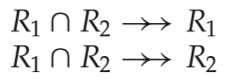 R₁ ∩ R₂ ↠ R₁
R₁ ∩ R₂ ↠ R₂